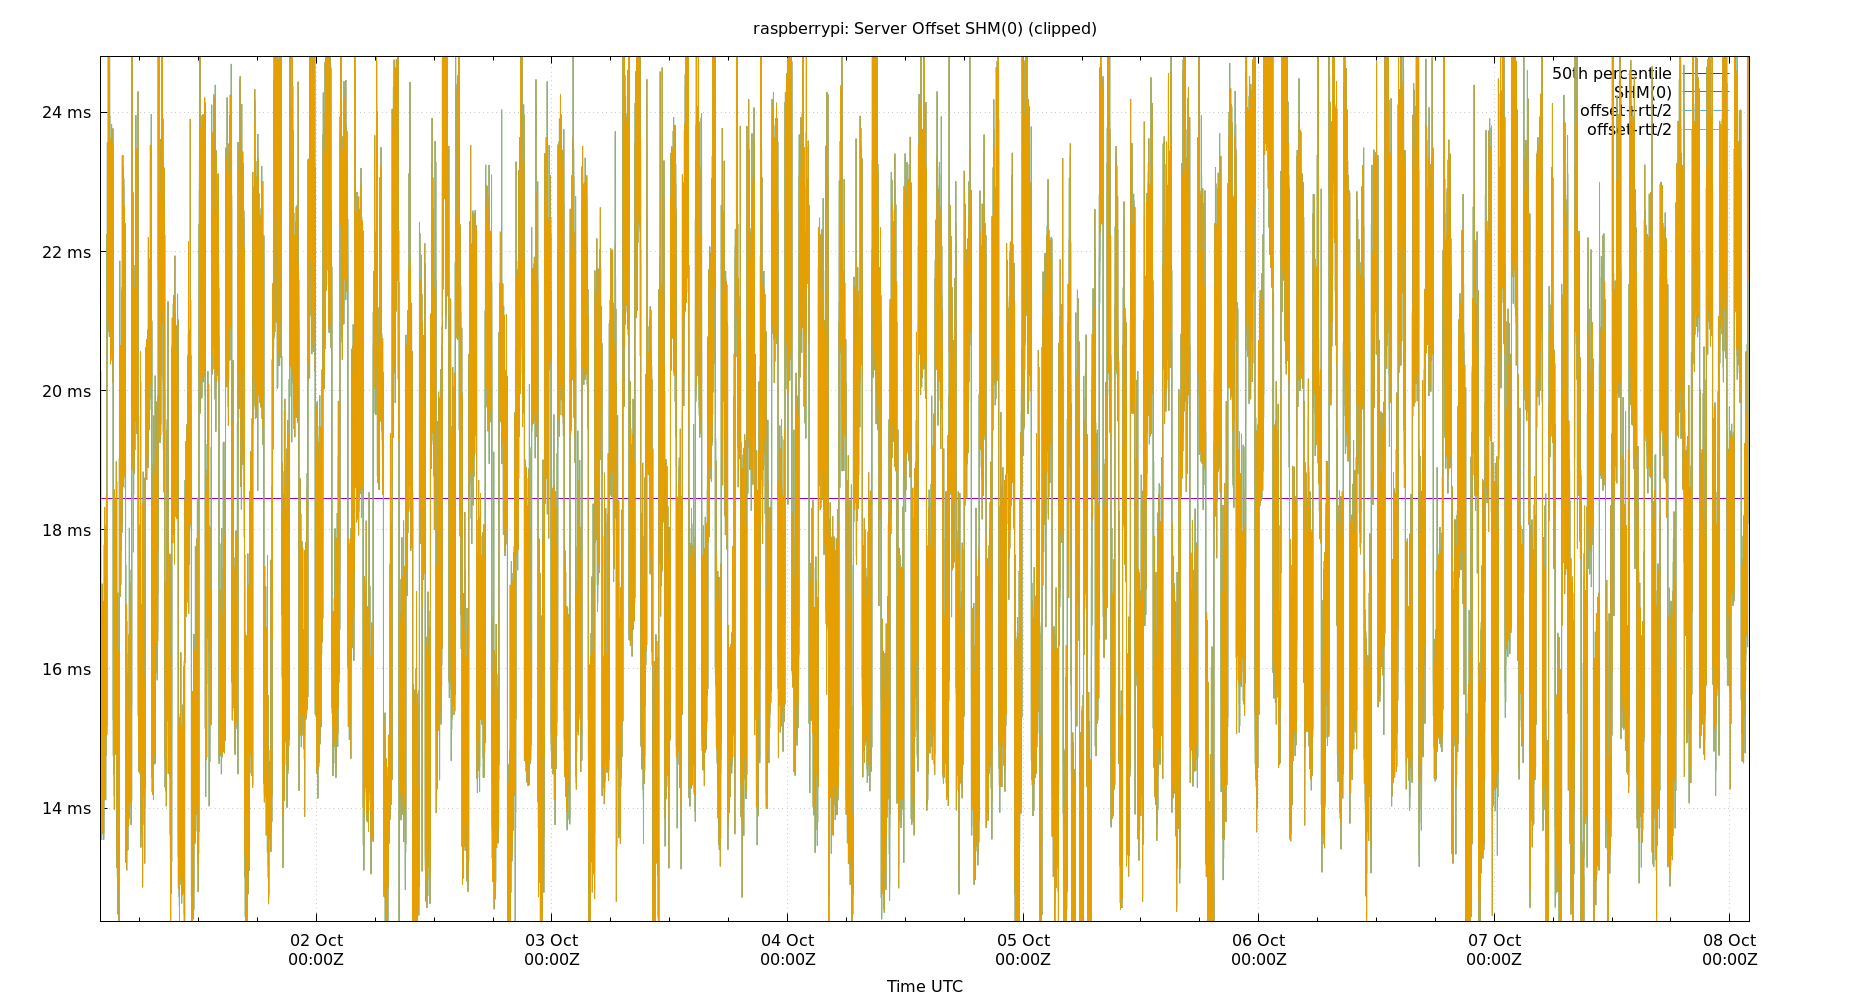 raspberrypi: Server Offset SHM(0) (clipped)
50th percentile
SHM(0)
offset+rtt/2
offset-rtt/2
24 ms
22 ms
20 ms
18 ms
16 ms
14 ms
02 Oct
00:00Z
03 Oct
00:00Z
04 Oct
00:00Z
05 Oct
00:00Z
06 Oct
00:00Z
07 Oct
00:00Z
08 Oct
00:00Z
Time UTC